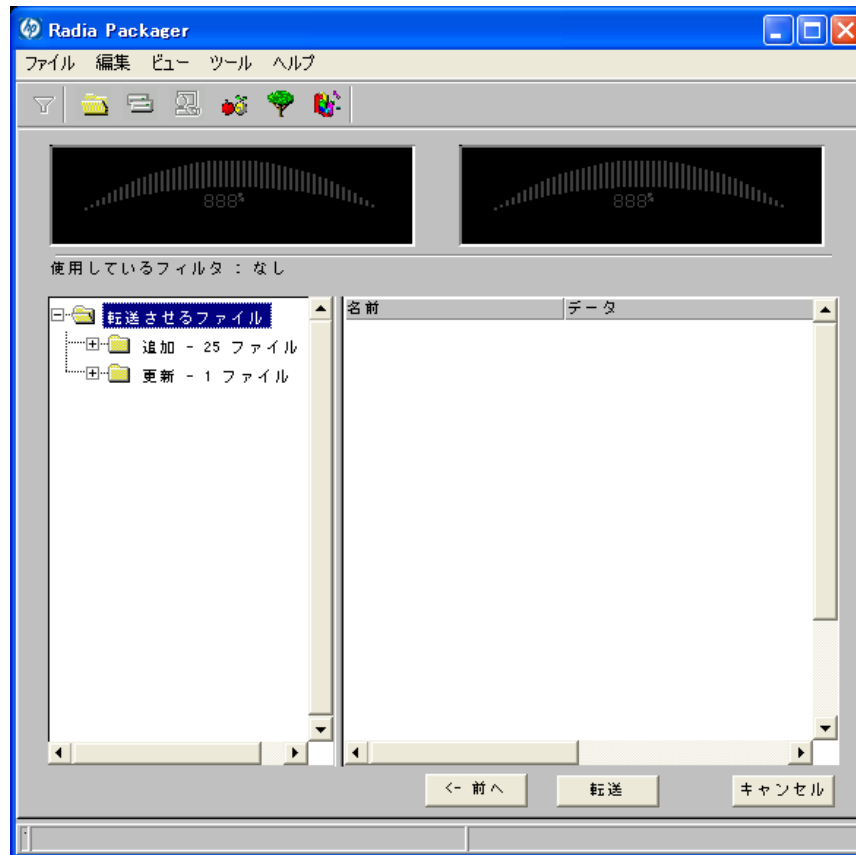 hp Radia Packager
ファイル 編集 ビュー ツール ヘルプ
888% 888%
使用しているフィルタ : なし
転送させるファイル
追加 - 25 ファイル
更新 - 1 ファイル
名前 データ
<- 前へ 転送 キャンセル